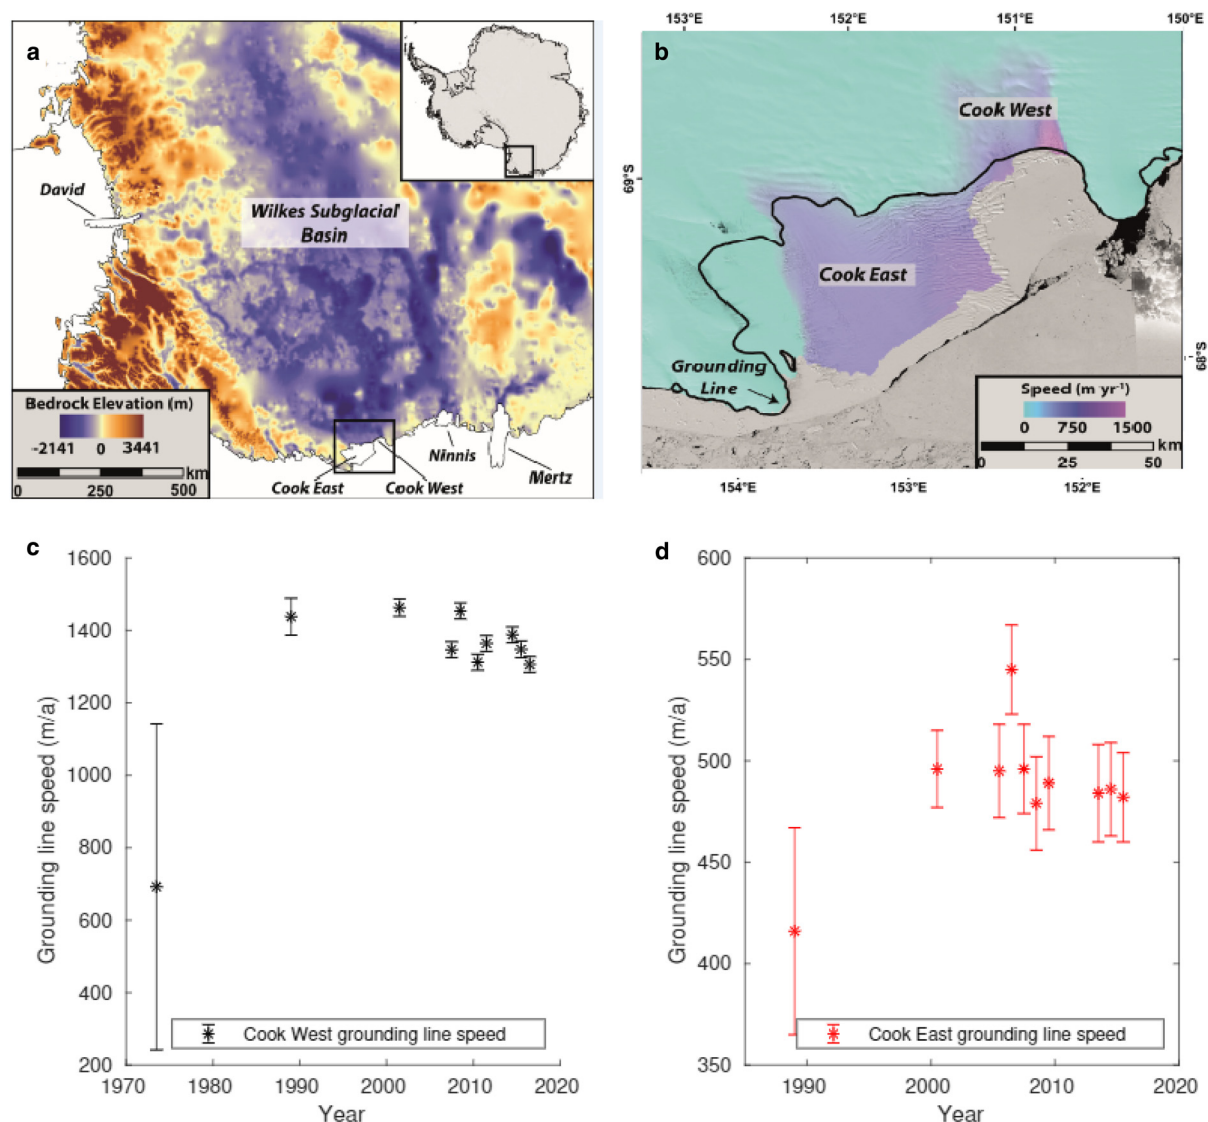 a
David
Wilkes Subglacial
Basin
Bedrock Elevation (m)
-2141 0 3441
km
0 250 500
Cook East
Cook West
Ninnis
Mertz
153°E 152°E 151°E 150°E
b
Cook West
69°S
Cook East
Grounding
Line
68°S
Speed (m yr⁻¹)
0 750 1500
km
0 25 50
154°E 153°E 152°E
c
1600
1400
1200
1000
800
600
400
200
Grounding line speed (m/a)
Cook West grounding line speed
1970 1980 1990 2000 2010 2020
Year
d
600
550
500
450
400
350
Grounding line speed (m/a)
Cook East grounding line speed
1990 2000 2010 2020
Year